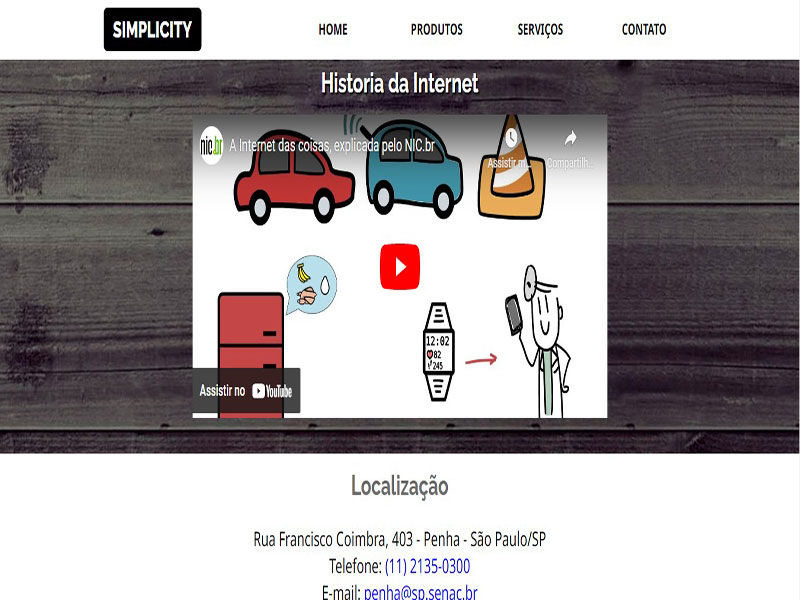 SIMPLICITY
HOME PRODUTOS SERVIÇOS CONTATO
Historia da Internet
nic.br A Internet das coisas, explicada pelo NIC.br
Assistir m... Compartilh...
12:02
82
245
Assistir no YouTube
Localização
Rua Francisco Coimbra, 403 - Penha - São Paulo/SP
Telefone: (11) 2135-0300
E-mail: penha@sp.senac.br